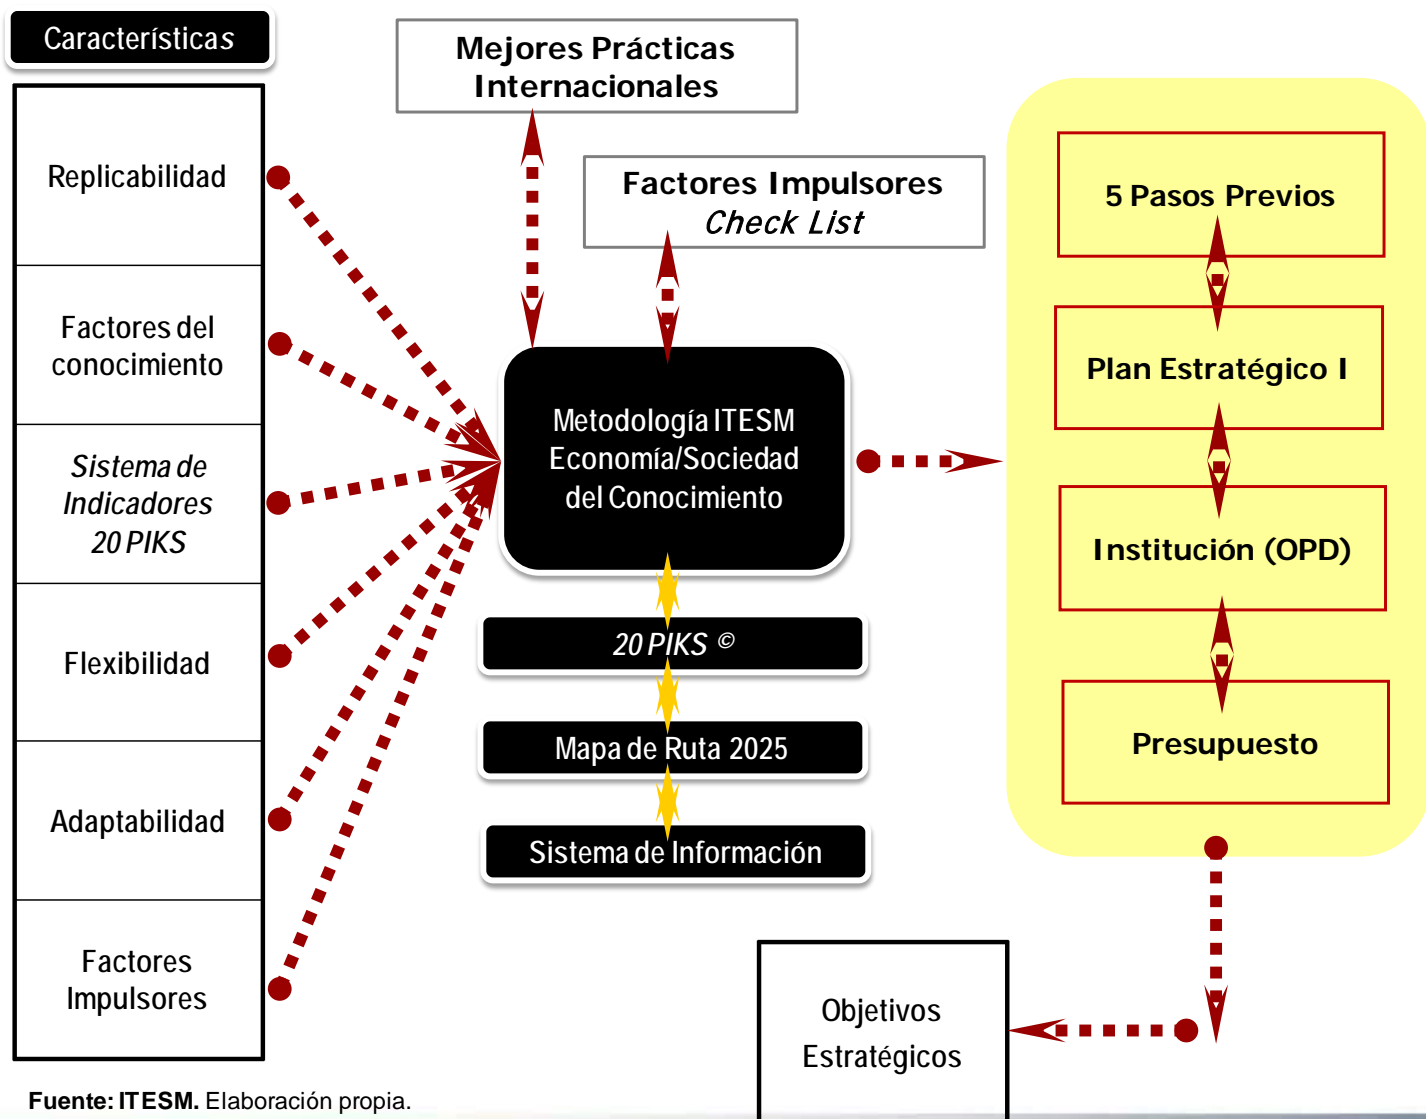 Características
Replicabilidad
Factores del
conocimiento
Sistema de
Indicadores
20 PIKS
Flexibilidad
Adaptabilidad
Factores
Impulsores
Mejores Prácticas
Internacionales
Factores Impulsores
Check List
Metodología ITESM
Economía/Sociedad
del Conocimiento
20 PIKS ©
Mapa de Ruta 2025
Sistema de Información
5 Pasos Previos
Plan Estratégico I
Institución (OPD)
Presupuesto
Objetivos
Estratégicos
Fuente: ITESM. Elaboración propia.